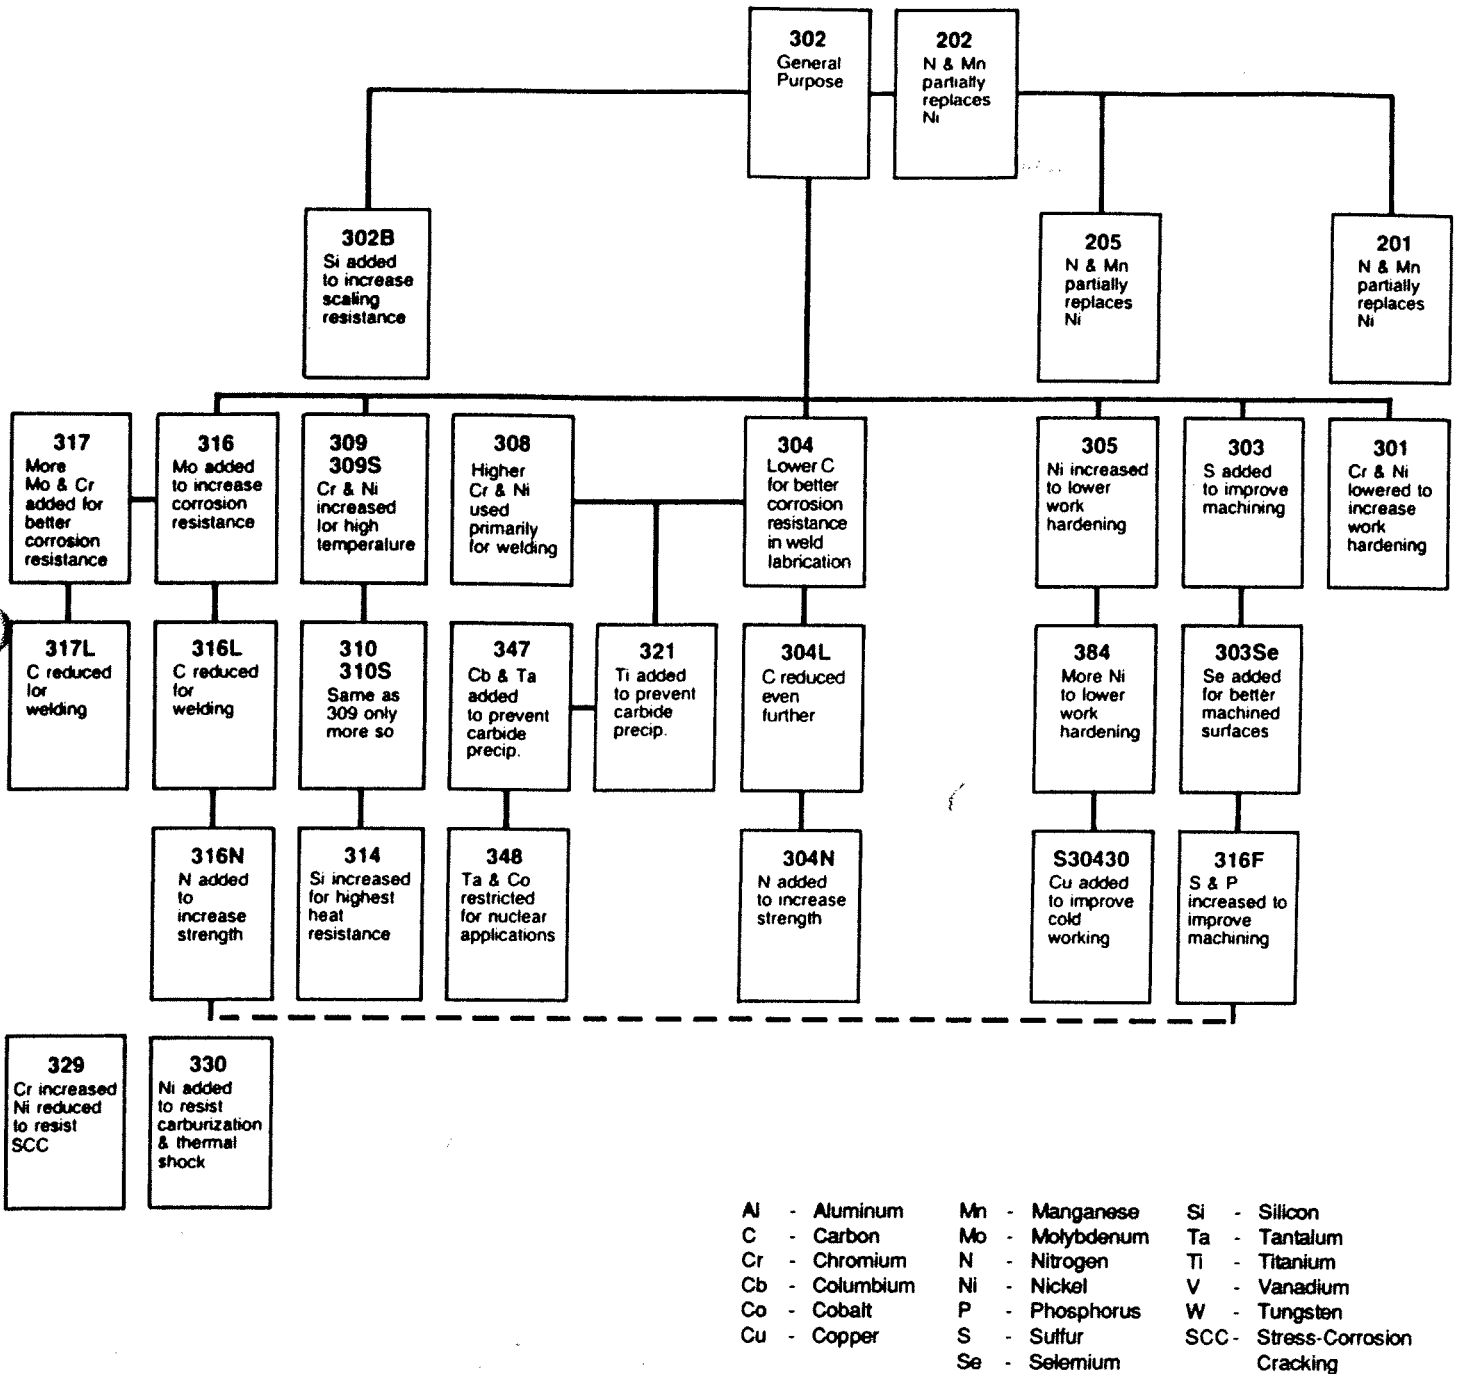 302
General
Purpose
202
N & Mn
partially
replaces
Ni
302B
Si added
to increase
scaling
resistance
205
N & Mn
partially
replaces
Ni
201
N & Mn
partially
replaces
Ni
317
More
Mo & Cr
added for
better
corrosion
resistance
316
Mo added
to increase
corrosion
resistance
309
309S
Cr & Ni
increased
lor high
temperature
308
Higher
Cr & Ni
used
primarily
for welding
304
Lower C
for better
corrosion
resistance
in weld
labrication
305
Ni increased
to lower
work
hardening
303
S added
to improve
machining
301
Cr & Ni
lowered to
increase
work
hardening
317L
C reduced
lor
welding
316L
C reduced
for
welding
310
310S
Same as
309 only
more so
347
Cb & Ta
added
to prevent
carbide
precip.
321
Ti added
to prevent
carbide
precip.
304L
C reduced
even
further
384
More Ni
to lower
work
hardening
303Se
Se added
for better
machined
surfaces
316N
N added
to
increase
strength
314
Si increased
for highest
heat
resistance
348
Ta & Co
restricted
for nuclear
applications
304N
N added
to increase
strength
S30430
Cu added
to improve
cold
working
316F
S & P
increased to
improve
machining
329
Cr increased
Ni reduced
to resist
SCC
330
Ni added
to resist
carburization
& thermal
shock
Al - Aluminum
C - Carbon
Cr - Chromium
Cb - Columbium
Co - Cobalt
Cu - Copper
Mn - Manganese
Mo - Molybdenum
N - Nitrogen
Ni - Nickel
P - Phosphorus
S - Sulfur
Se - Selemium
Si - Silicon
Ta - Tantalum
Ti - Titanium
V - Vanadium
W - Tungsten
SCC - Stress-Corrosion
Cracking